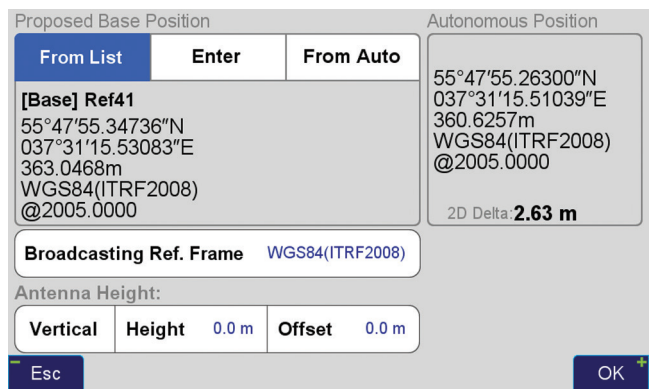 Proposed Base Position
From List
Enter
From Auto
[Base] Ref41
55°47′55.34736″N
037°31′15.53083″E
363.0468m
WGS84(ITRF2008)
@2005.0000
Autonomous Position
55°47′55.26300″N
037°31′15.51039″E
360.6257m
WGS84(ITRF2008)
@2005.0000
2D Delta:2.63 m
Broadcasting Ref. Frame WGS84(ITRF2008)
Antenna Height:
Vertical Height 0.0 m Offset 0.0 m
- Esc
OK +